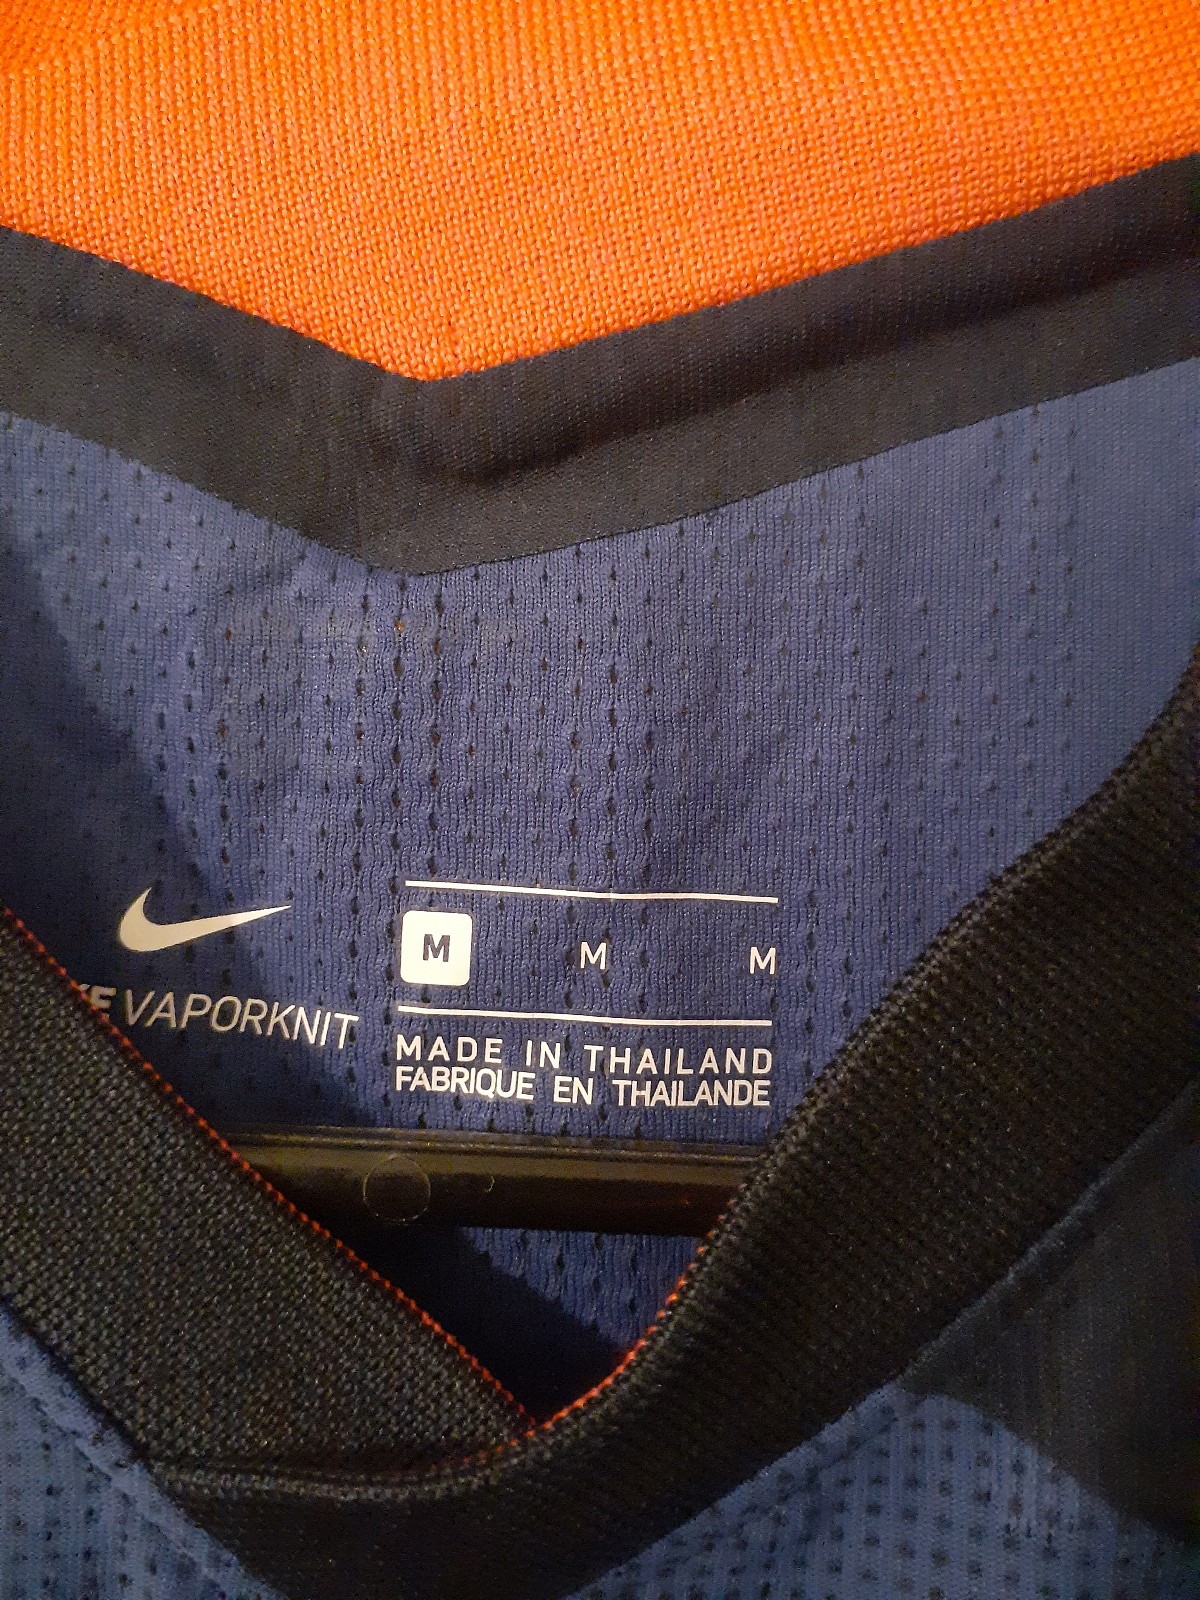 M M M
VAPORKNIT
MADE IN THAILAND
FABRIQUE EN THAILANDE